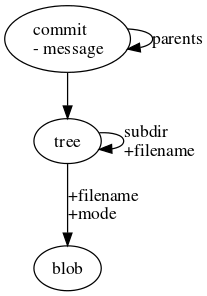 commit
- message
parents
tree
subdir
+filename
+filename
+mode
blob